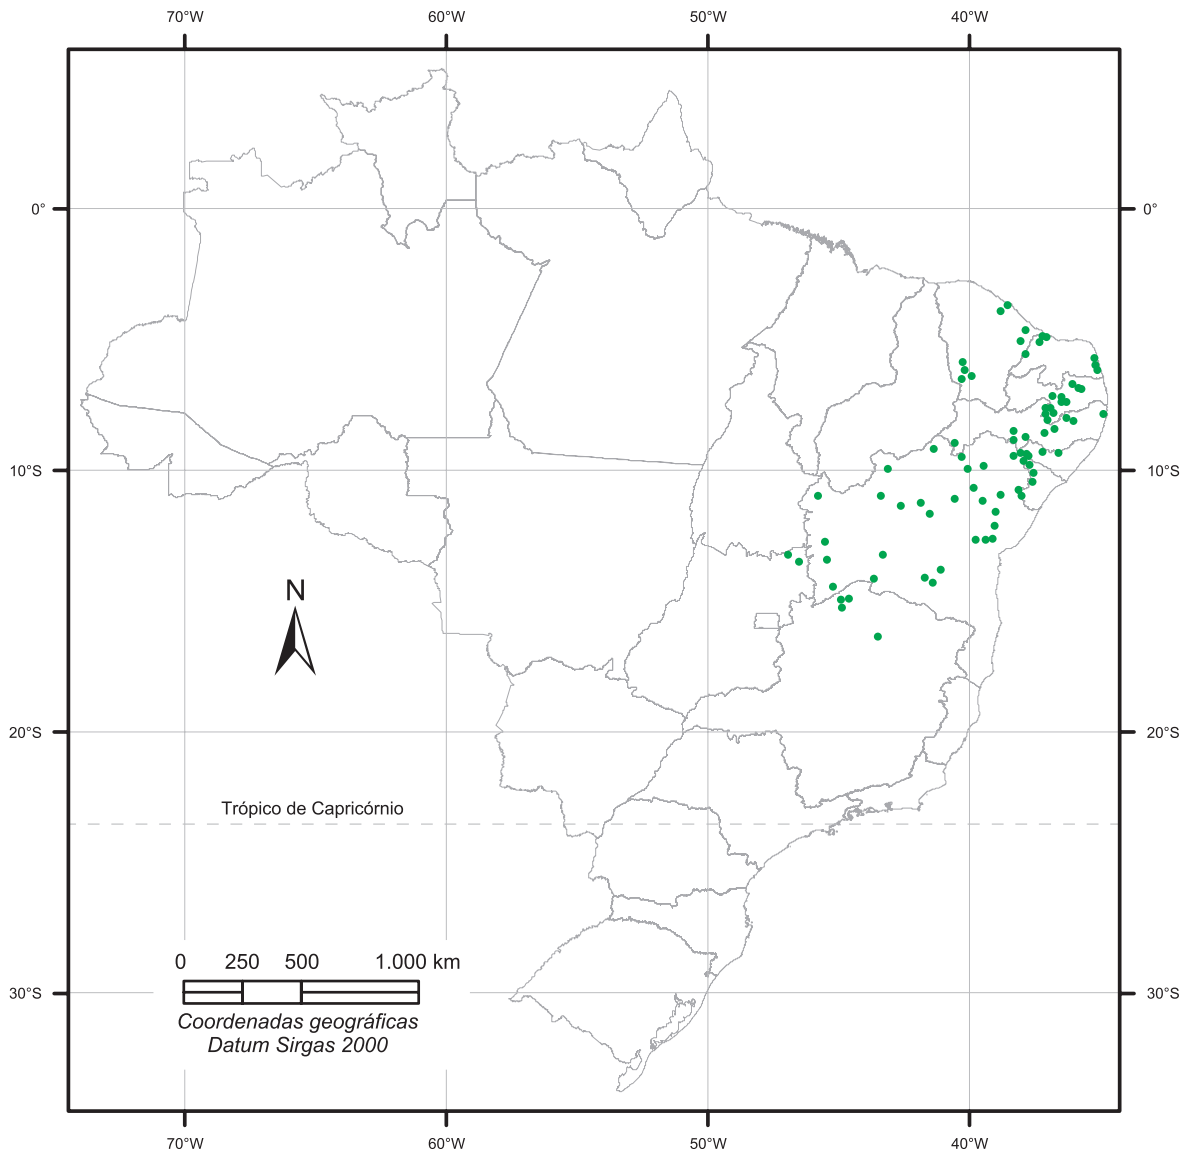 70°W 60°W 50°W 40°W
0° 0°
10°S 10°S
N
20°S 20°S
Trópico de Capricórnio
0 250 500 1.000 km
30°S 30°S
Coordenadas geográficas
Datum Sirgas 2000
70°W 60°W 50°W 40°W